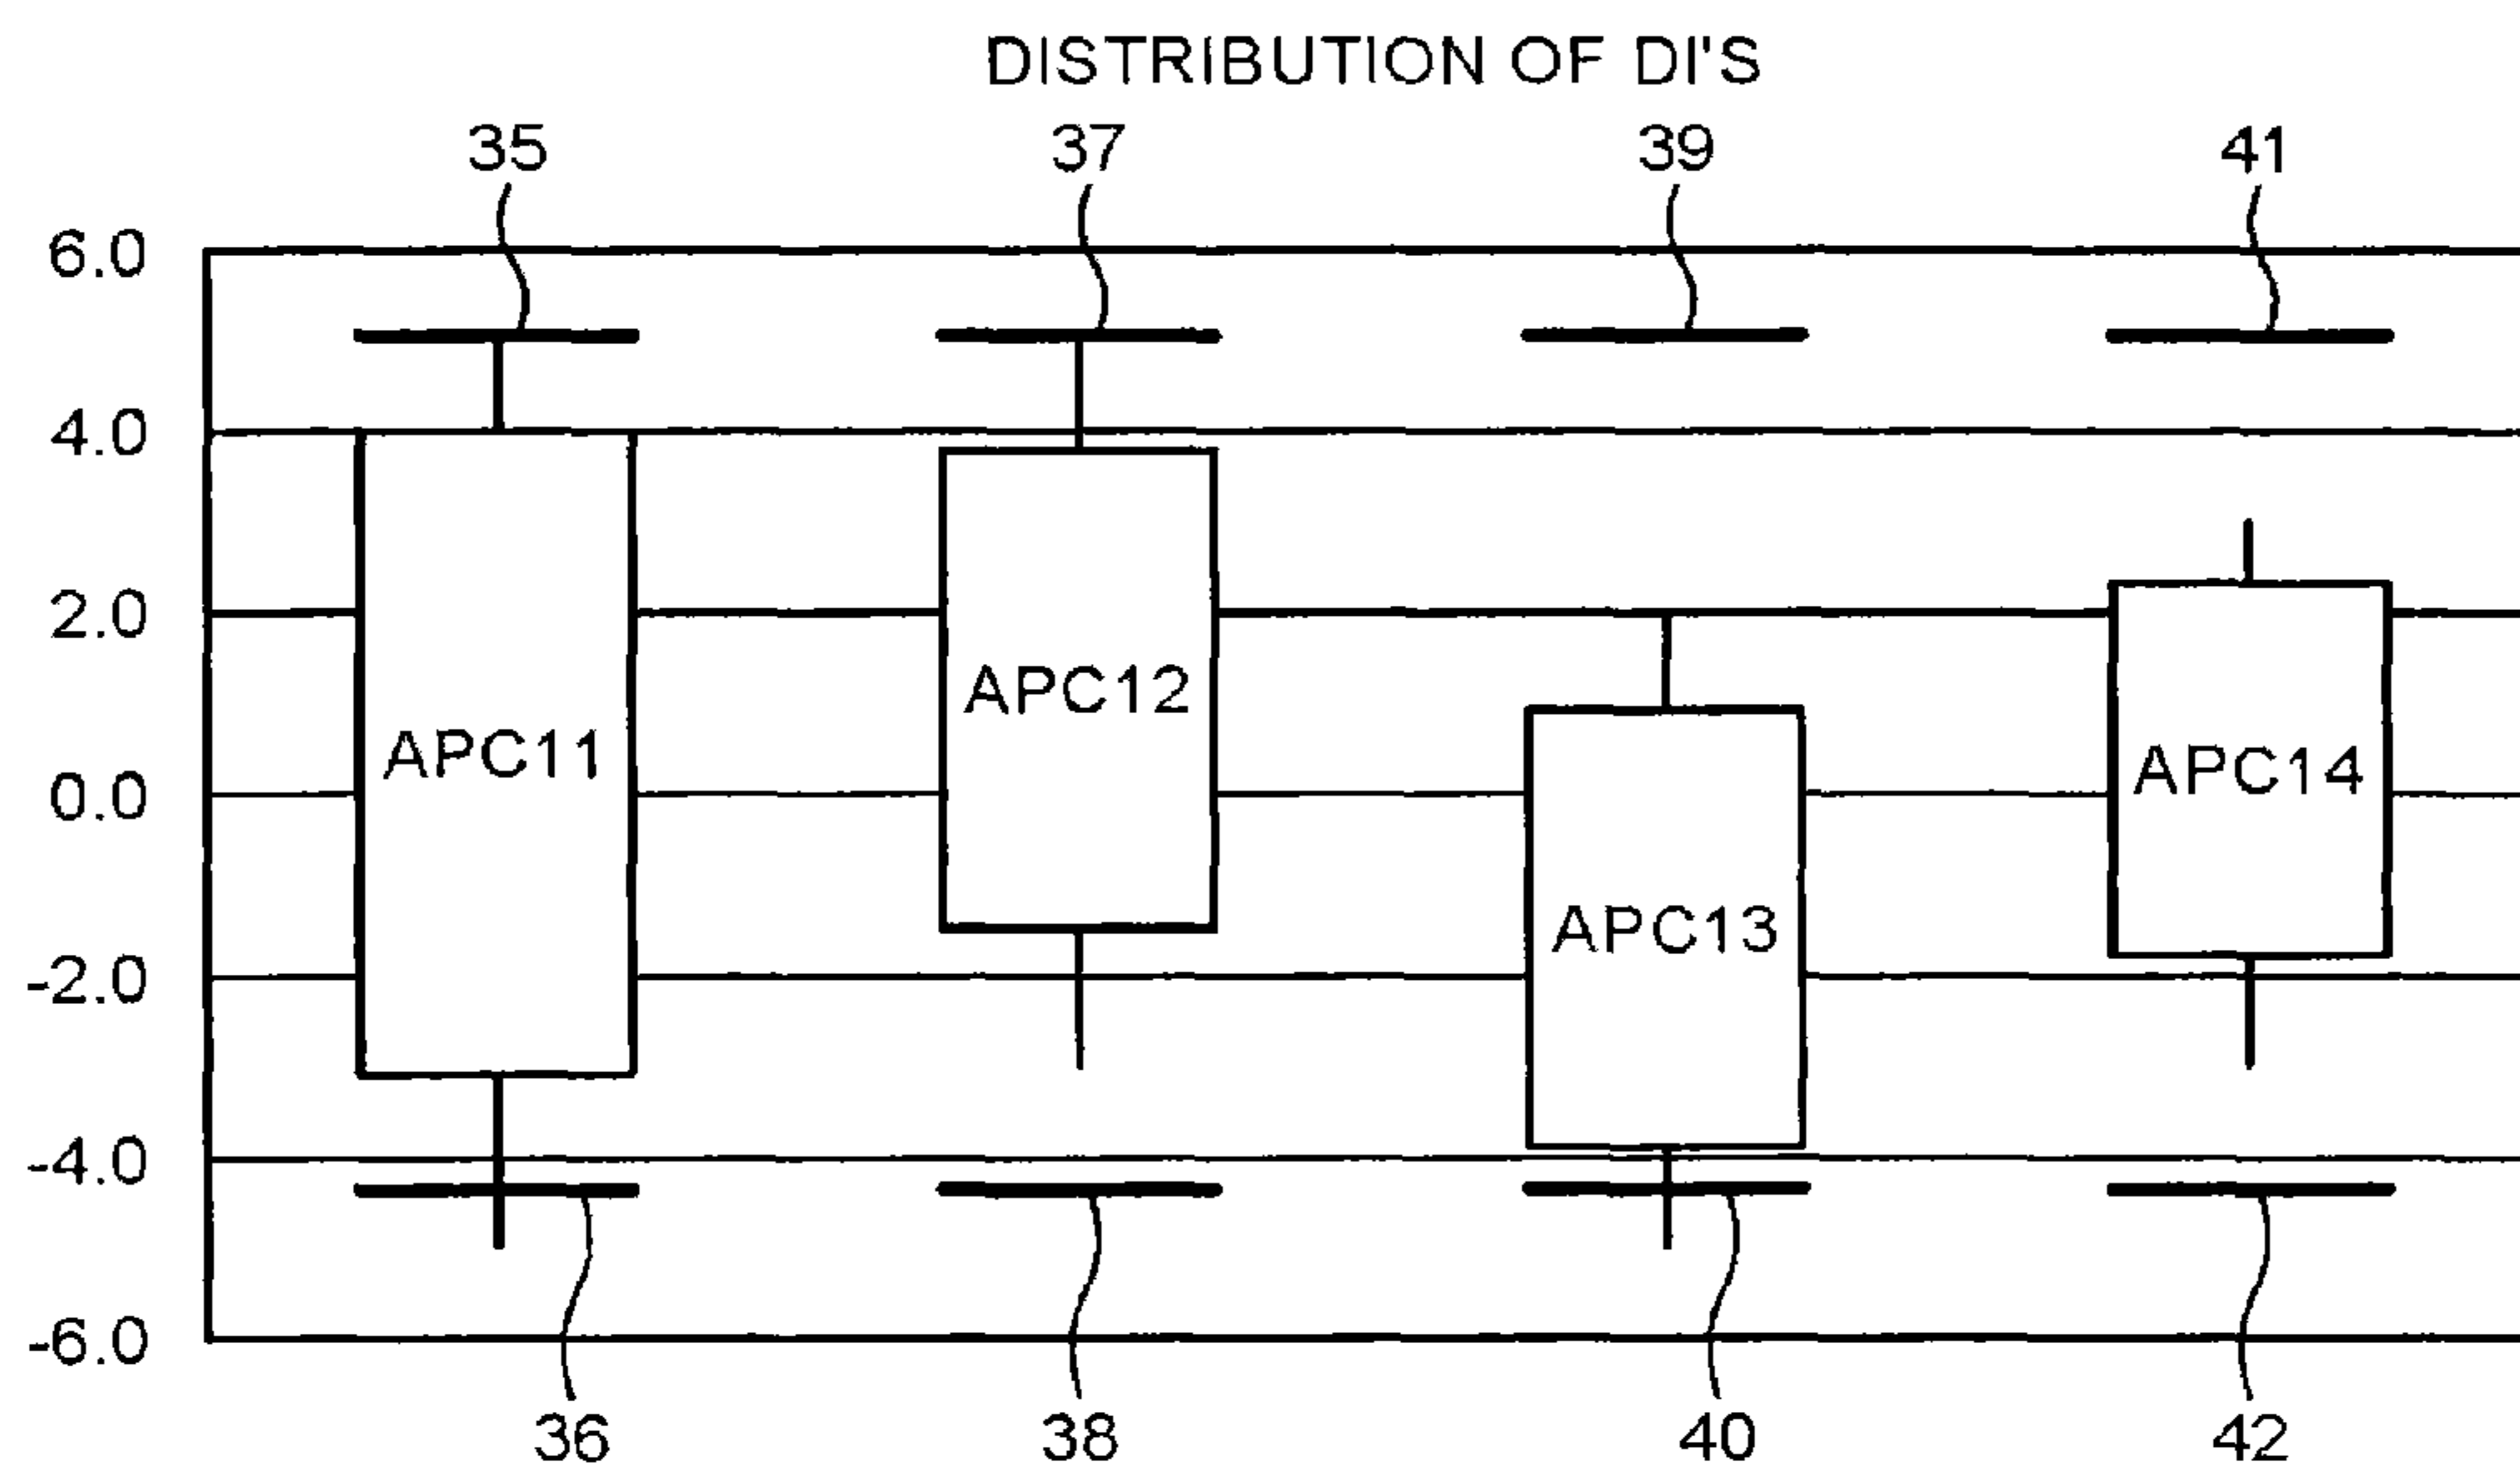 DISTRIBUTION OF DI'S
35 37 39 41
6.0
4.0
2.0
APC12
APC11 APC14
0.0
APC13
-2.0
-4.0
-6.0
36 38 40 42